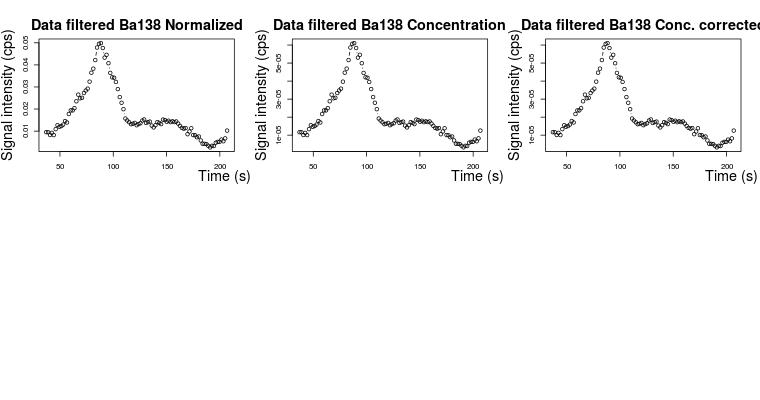 Data filtered Ba138 Normalized
Signal intensity (cps)
0.05
0.04
0.03
0.02
0.01
50
100
150
200
Time (s)
Data filtered Ba138 Concentration
Signal intensity (cps)
5e-05
3e-05
1e-05
50
100
150
200
Time (s)
Data filtered Ba138 Conc. corrected
Signal intensity (cps)
5e-05
3e-05
1e-05
50
100
150
200
Time (s)